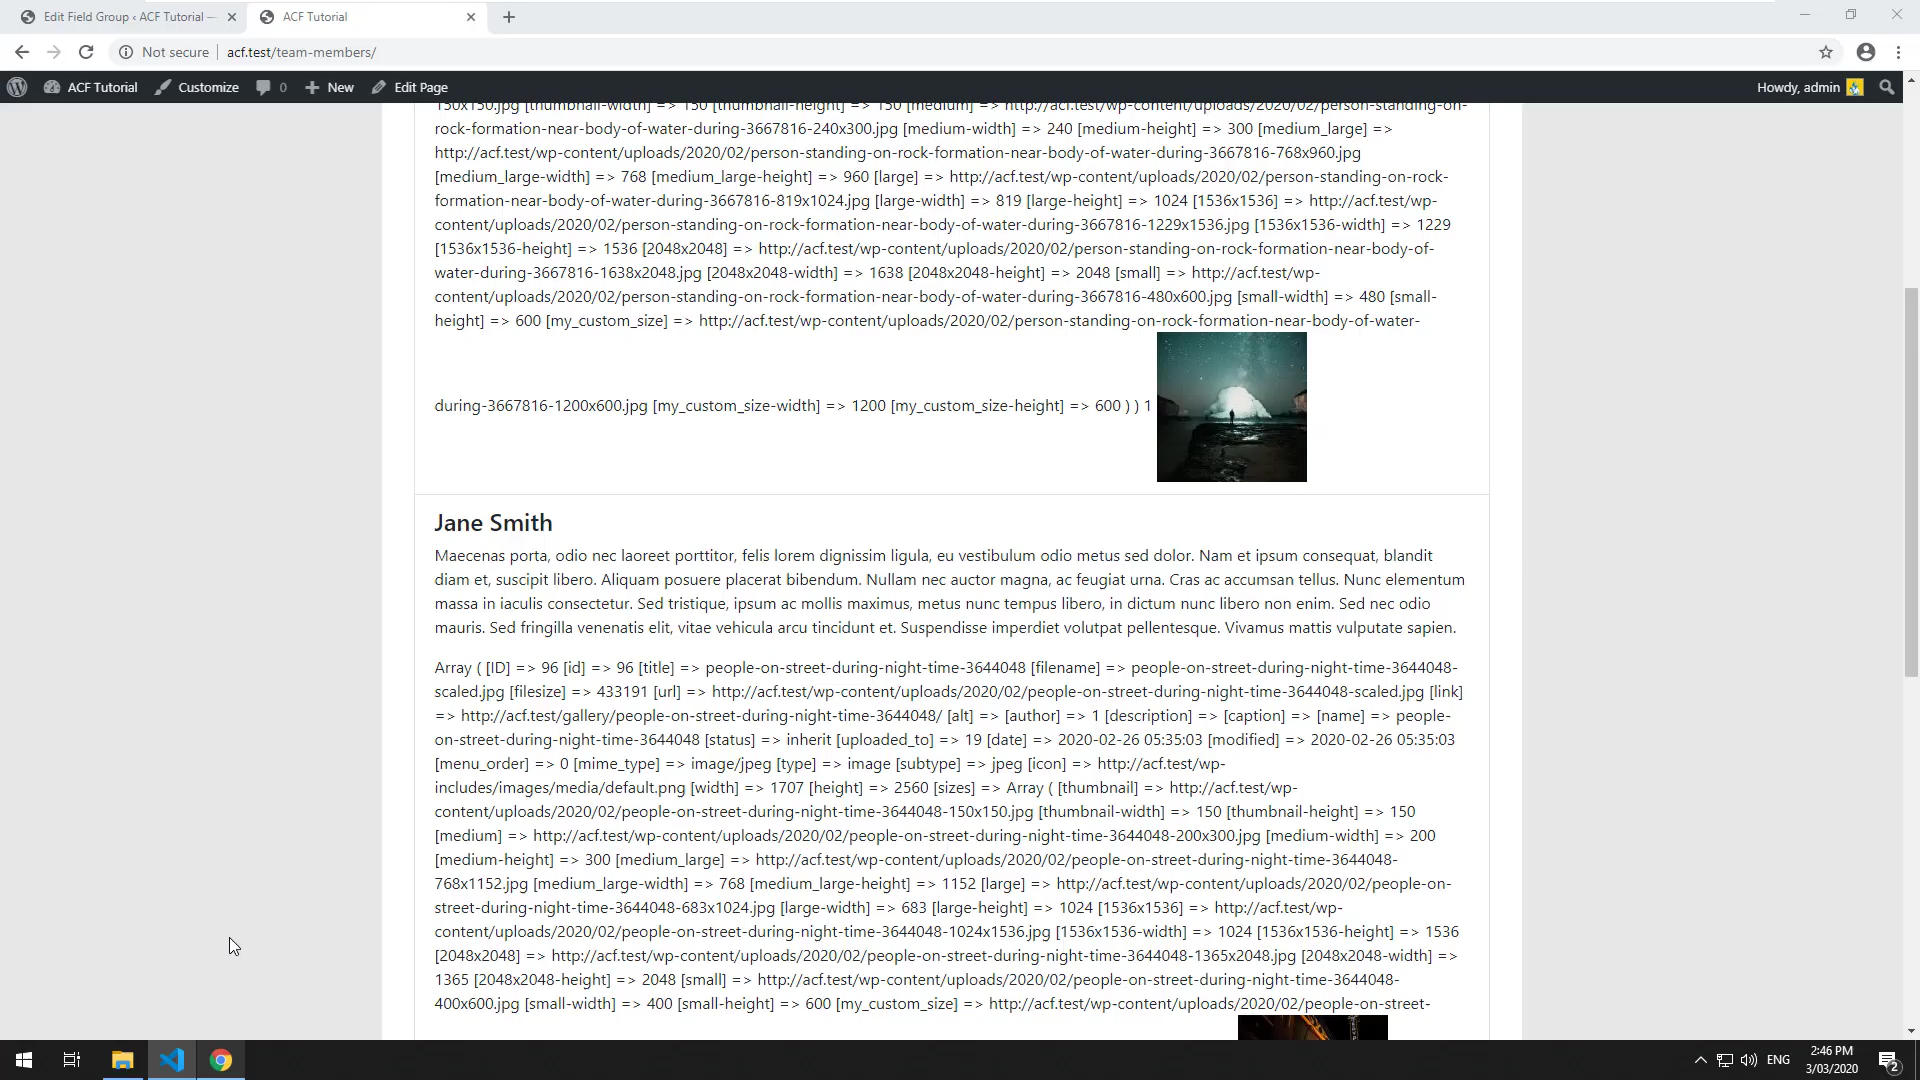 Edit Field Group ‹ ACF Tutorial —
ACF Tutorial
Not secure
acf.test/team-members/
ACF Tutorial
Customize
0
New
Edit Page
Howdy, admin
150x150.jpg [thumbnail-width] => 150 [thumbnail-height] => 150 [medium] => http://acf.test/wp-content/uploads/2020/02/person-standing-on-
rock-formation-near-body-of-water-during-3667816-240x300.jpg [medium-width] => 240 [medium-height] => 300 [medium_large] =>
http://acf.test/wp-content/uploads/2020/02/person-standing-on-rock-formation-near-body-of-water-during-3667816-768x960.jpg
[medium_large-width] => 768 [medium_large-height] => 960 [large] => http://acf.test/wp-content/uploads/2020/02/person-standing-on-rock-
formation-near-body-of-water-during-3667816-819x1024.jpg [large-width] => 819 [large-height] => 1024 [1536x1536] => http://acf.test/wp-
content/uploads/2020/02/person-standing-on-rock-formation-near-body-of-water-during-3667816-1229x1536.jpg [1536x1536-width] => 1229
[1536x1536-height] => 1536 [2048x2048] => http://acf.test/wp-content/uploads/2020/02/person-standing-on-rock-formation-near-body-of-
water-during-3667816-1638x2048.jpg [2048x2048-width] => 1638 [2048x2048-height] => 2048 [small] => http://acf.test/wp-
content/uploads/2020/02/person-standing-on-rock-formation-near-body-of-water-during-3667816-480x600.jpg [small-width] => 480 [small-
height] => 600 [my_custom_size] => http://acf.test/wp-content/uploads/2020/02/person-standing-on-rock-formation-near-body-of-water-
during-3667816-1200x600.jpg [my_custom_size-width] => 1200 [my_custom_size-height] => 600 ) ) 1
Jane Smith
Maecenas porta, odio nec laoreet porttitor, felis lorem dignissim ligula, eu vestibulum odio metus sed dolor. Nam et ipsum consequat, blandit
diam et, suscipit libero. Aliquam posuere placerat bibendum. Nullam nec auctor magna, ac feugiat urna. Cras ac accumsan tellus. Nunc elementum
massa in iaculis consectetur. Sed tristique, ipsum ac mollis maximus, metus nunc tempus libero, in dictum nunc libero non enim. Sed nec odio
mauris. Sed fringilla venenatis elit, vitae vehicula arcu tincidunt et. Suspendisse imperdiet volutpat pellentesque. Vivamus mattis vulputate sapien.
Array ( [ID] => 96 [id] => 96 [title] => people-on-street-during-night-time-3644048 [filename] => people-on-street-during-night-time-3644048-
scaled.jpg [filesize] => 433191 [url] => http://acf.test/wp-content/uploads/2020/02/people-on-street-during-night-time-3644048-scaled.jpg [link]
=> http://acf.test/gallery/people-on-street-during-night-time-3644048/ [alt] => [author] => 1 [description] => [caption] => [name] => people-
on-street-during-night-time-3644048 [status] => inherit [uploaded_to] => 19 [date] => 2020-02-26 05:35:03 [modified] => 2020-02-26 05:35:03
[menu_order] => 0 [mime_type] => image/jpeg [type] => image [subtype] => jpeg [icon] => http://acf.test/wp-
includes/images/media/default.png [width] => 1707 [height] => 2560 [sizes] => Array ( [thumbnail] => http://acf.test/wp-
content/uploads/2020/02/people-on-street-during-night-time-3644048-150x150.jpg [thumbnail-width] => 150 [thumbnail-height] => 150
[medium] => http://acf.test/wp-content/uploads/2020/02/people-on-street-during-night-time-3644048-200x300.jpg [medium-width] => 200
[medium-height] => 300 [medium_large] => http://acf.test/wp-content/uploads/2020/02/people-on-street-during-night-time-3644048-
768x1152.jpg [medium_large-width] => 768 [medium_large-height] => 1152 [large] => http://acf.test/wp-content/uploads/2020/02/people-on-
street-during-night-time-3644048-683x1024.jpg [large-width] => 683 [large-height] => 1024 [1536x1536] => http://acf.test/wp-
content/uploads/2020/02/people-on-street-during-night-time-3644048-1024x1536.jpg [1536x1536-width] => 1024 [1536x1536-height] => 1536
[2048x2048] => http://acf.test/wp-content/uploads/2020/02/people-on-street-during-night-time-3644048-1365x2048.jpg [2048x2048-width] =>
1365 [2048x2048-height] => 2048 [small] => http://acf.test/wp-content/uploads/2020/02/people-on-street-during-night-time-3644048-
400x600.jpg [small-width] => 400 [small-height] => 600 [my_custom_size] => http://acf.test/wp-content/uploads/2020/02/people-on-street-
ENG
2:46 PM
3/03/2020
2